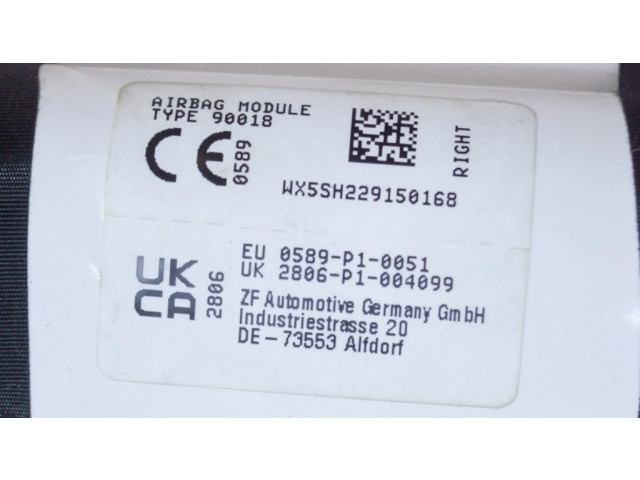 AIRBAG MODULE
TYPE 90018
CE 0589
RIGHT
WX5SH229150168
UK
CA 2806
EU 0589-P1-0051
UK 2806-P1-004099
ZF Automotive Germany GmbH
Industriestrasse 20
DE-73553 Alfdorf